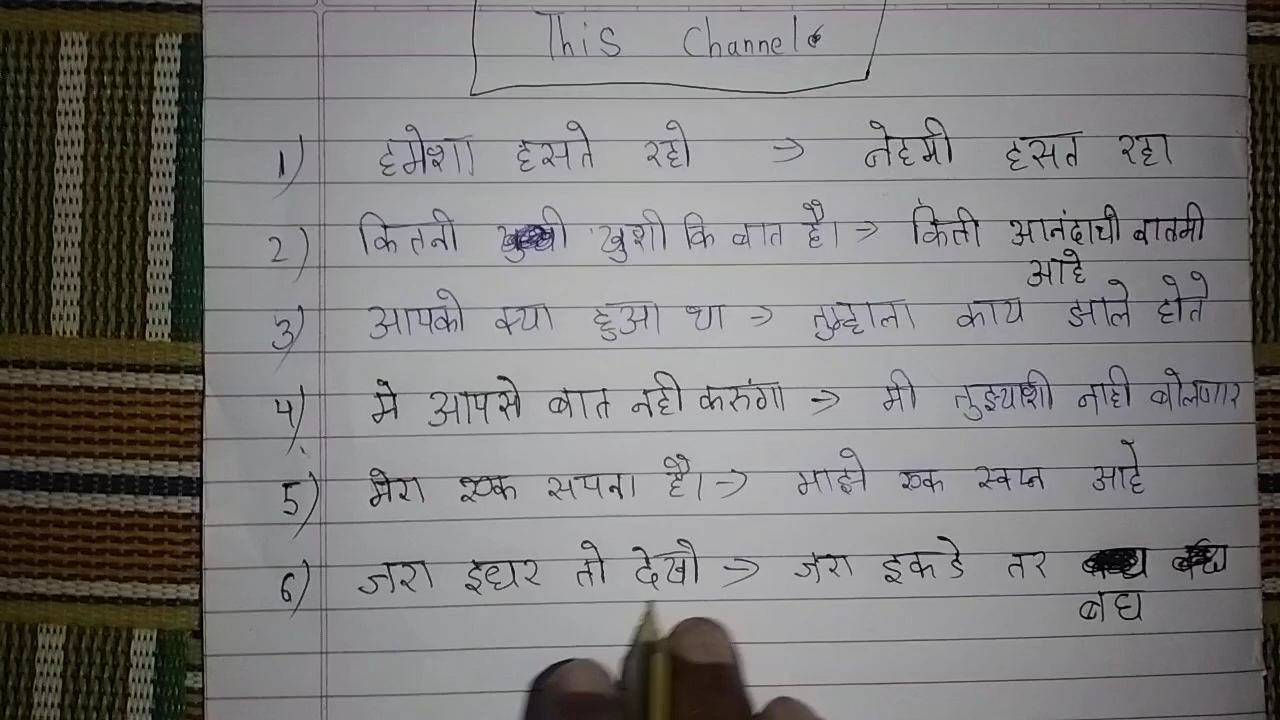 This Channel
1) हमेशा हसते रहो → नेहमी हसत रहा
2) कितनी खुशी कि बात है। → किंती आनंदाची बातमी
आहे
3) आपको क्या हुआ था → तुम्हाला काय झाले होते
4) मे आपसे बात नही करुंगा → मी तुझ्याशी नाही बोलणार
5) मेरा एक सपना है। → माझे एक स्वप्न आहे
6) जरा इधर तो देखो → जरा इकडे तर
बघ